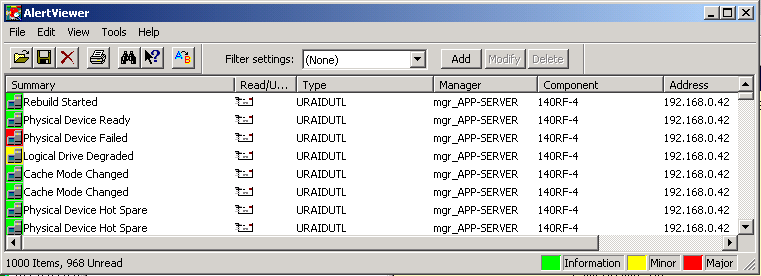 AlertViewer
File Edit View Tools Help
Filter settings: (None) Add Modify Delete
Summary Read/U... Type Manager Component Address
Rebuild Started URAIDUTL mgr_APP-SERVER 140RF-4 192.168.0.42
Physical Device Ready URAIDUTL mgr_APP-SERVER 140RF-4 192.168.0.42
Physical Device Failed URAIDUTL mgr_APP-SERVER 140RF-4 192.168.0.42
Logical Drive Degraded URAIDUTL mgr_APP-SERVER 140RF-4 192.168.0.42
Cache Mode Changed URAIDUTL mgr_APP-SERVER 140RF-4 192.168.0.42
Cache Mode Changed URAIDUTL mgr_APP-SERVER 140RF-4 192.168.0.42
Physical Device Hot Spare URAIDUTL mgr_APP-SERVER 140RF-4 192.168.0.42
Physical Device Hot Spare URAIDUTL mgr_APP-SERVER 140RF-4 192.168.0.42
1000 Items, 968 Unread Information Minor Major